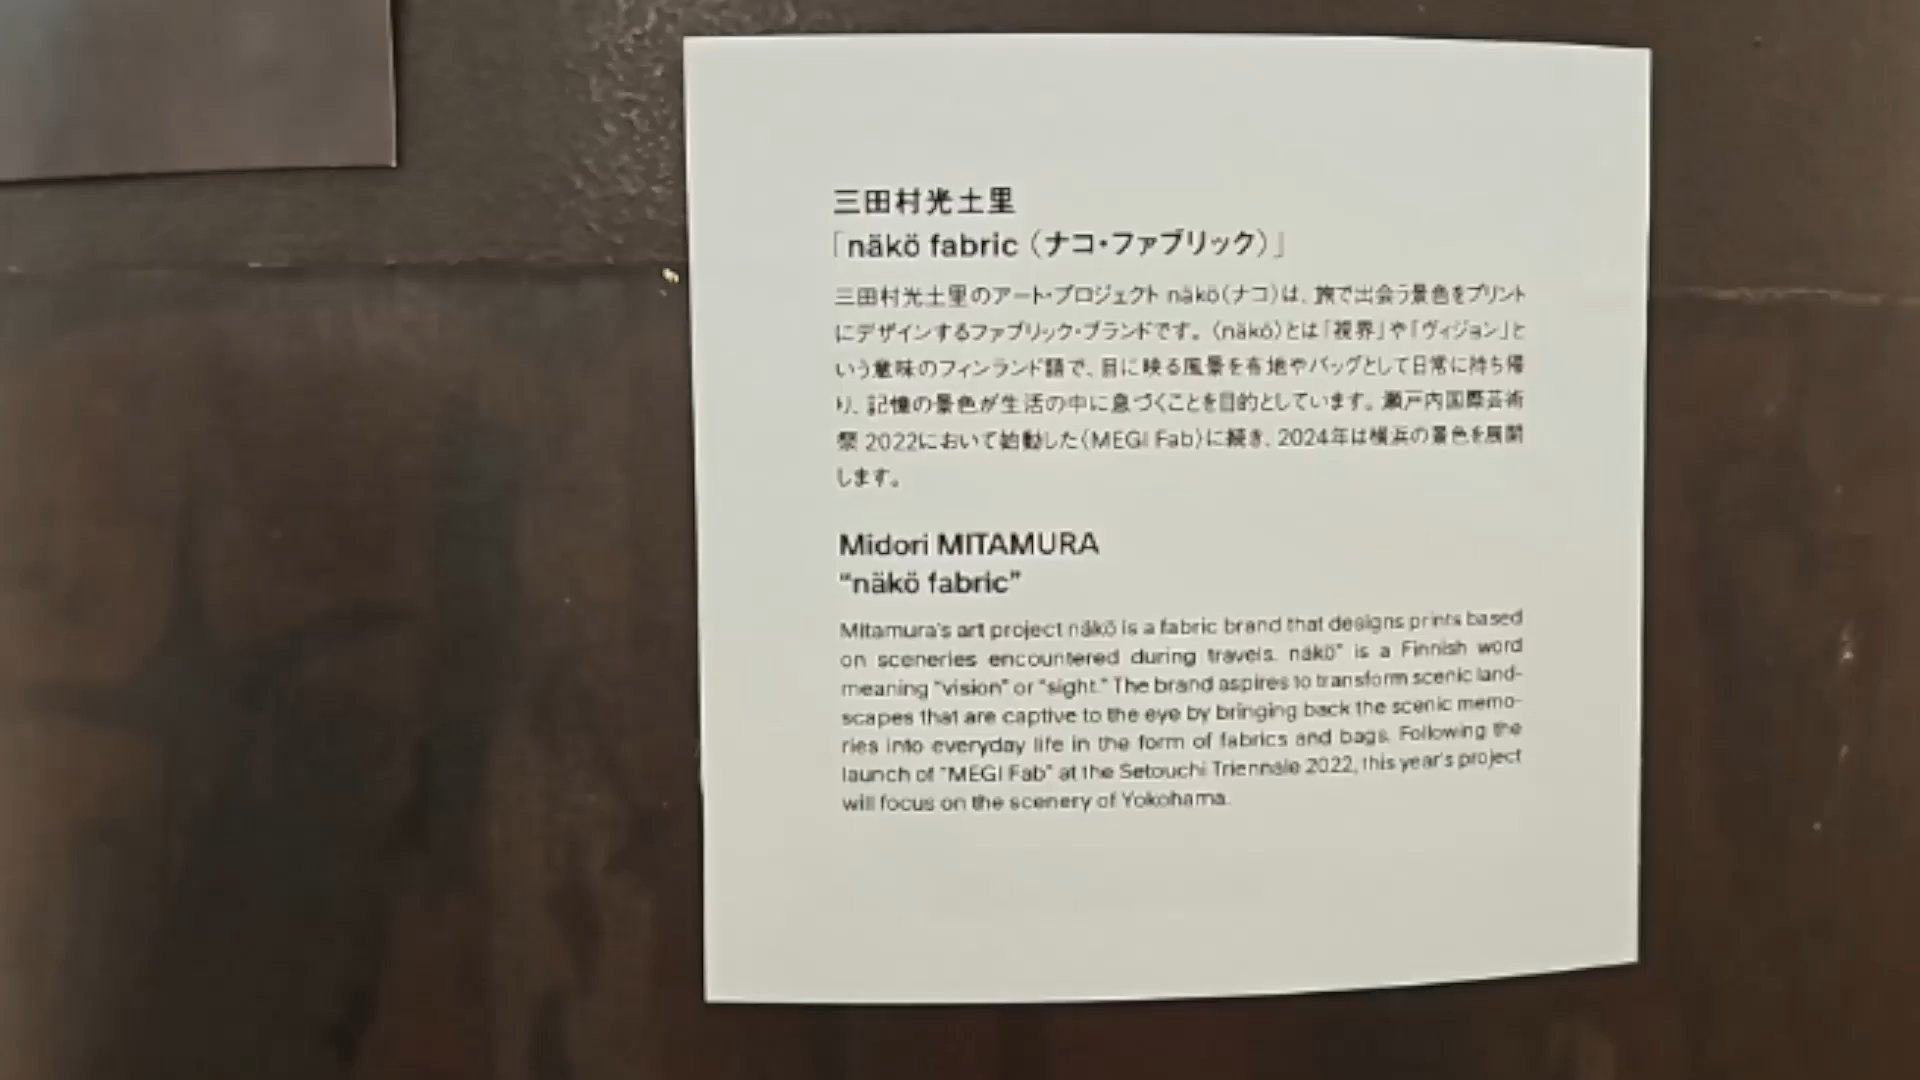 三田村光土里
「näkö fabric（ナコ・ファブリック）」
三田村光土里のアート・プロジェクト näkö（ナコ）は、旅で出会う景色をプリント
にデザインするファブリック・ブランドです。〈näkö〉とは「視界」や「ヴィジョン」と
いう意味のフィンランド語で、目に映る風景を布地やバッグとして日常に持ち帰
り、記憶の景色が生活の中に息づくことを目的としています。瀬戸内国際芸術
祭 2022において始動した〈MEGI Fab〉に続き、2024年は横浜の景色を展開
します。
Midori MITAMURA
“näkö fabric”
Mitamura’s art project näkö is a fabric brand that designs prints based
on sceneries encountered during travels. näkö” is a Finnish word
meaning “vision” or “sight.” The brand aspires to transform scenic land-
scapes that are captive to the eye by bringing back the scenic memo-
ries into everyday life in the form of fabrics and bags. Following the
launch of “MEGI Fab” at the Setouchi Triennale 2022, this year’s project
will focus on the scenery of Yokohama.